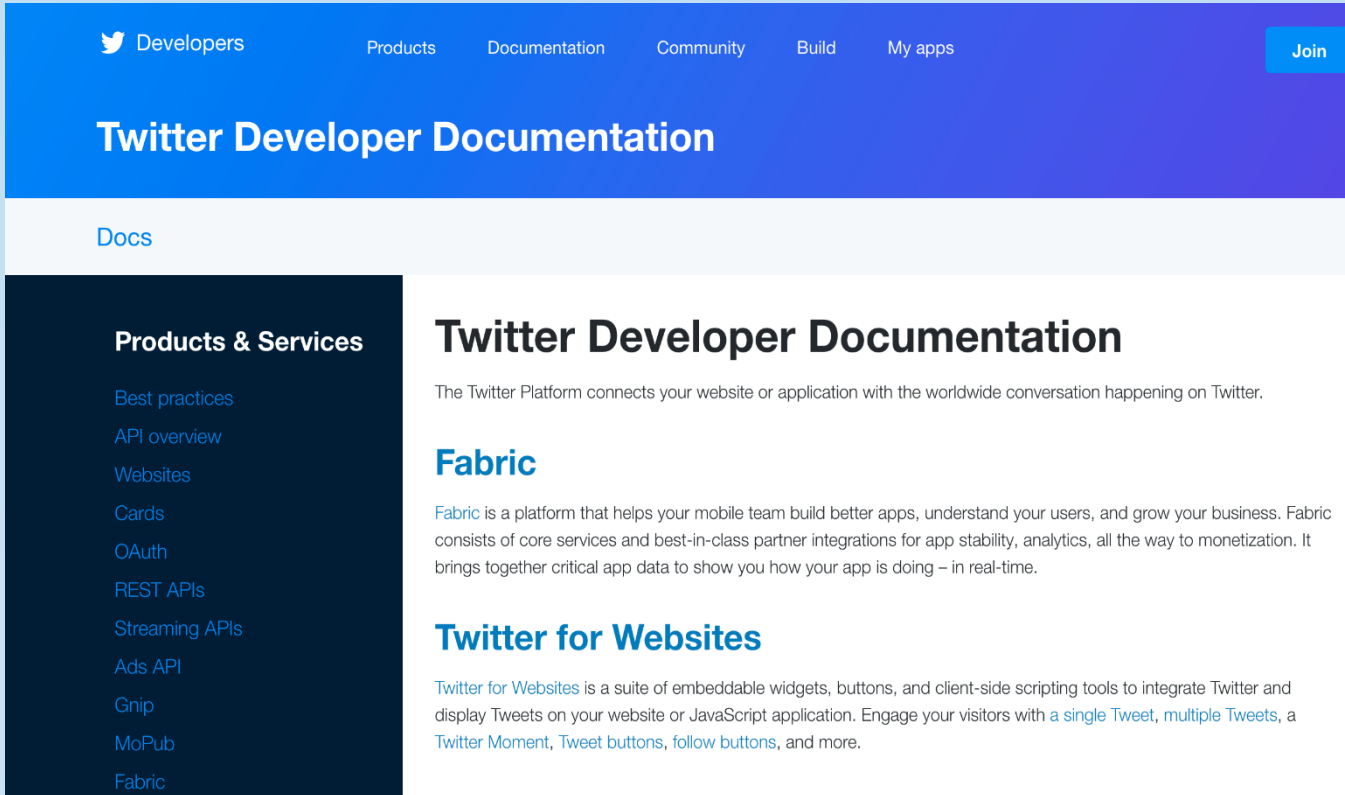 Developers
Products
Documentation
Community
Build
My apps
Join
Twitter Developer Documentation
Docs
Products & Services
Best practices
API overview
Websites
Cards
OAuth
REST APIs
Streaming APIs
Ads API
Gnip
MoPub
Fabric
Twitter Developer Documentation
The Twitter Platform connects your website or application with the worldwide conversation happening on Twitter.
Fabric
Fabric is a platform that helps your mobile team build better apps, understand your users, and grow your business. Fabric
consists of core services and best-in-class partner integrations for app stability, analytics, all the way to monetization. It
brings together critical app data to show you how your app is doing – in real-time.
Twitter for Websites
Twitter for Websites is a suite of embeddable widgets, buttons, and client-side scripting tools to integrate Twitter and
display Tweets on your website or JavaScript application. Engage your visitors with a single Tweet, multiple Tweets, a
Twitter Moment, Tweet buttons, follow buttons, and more.